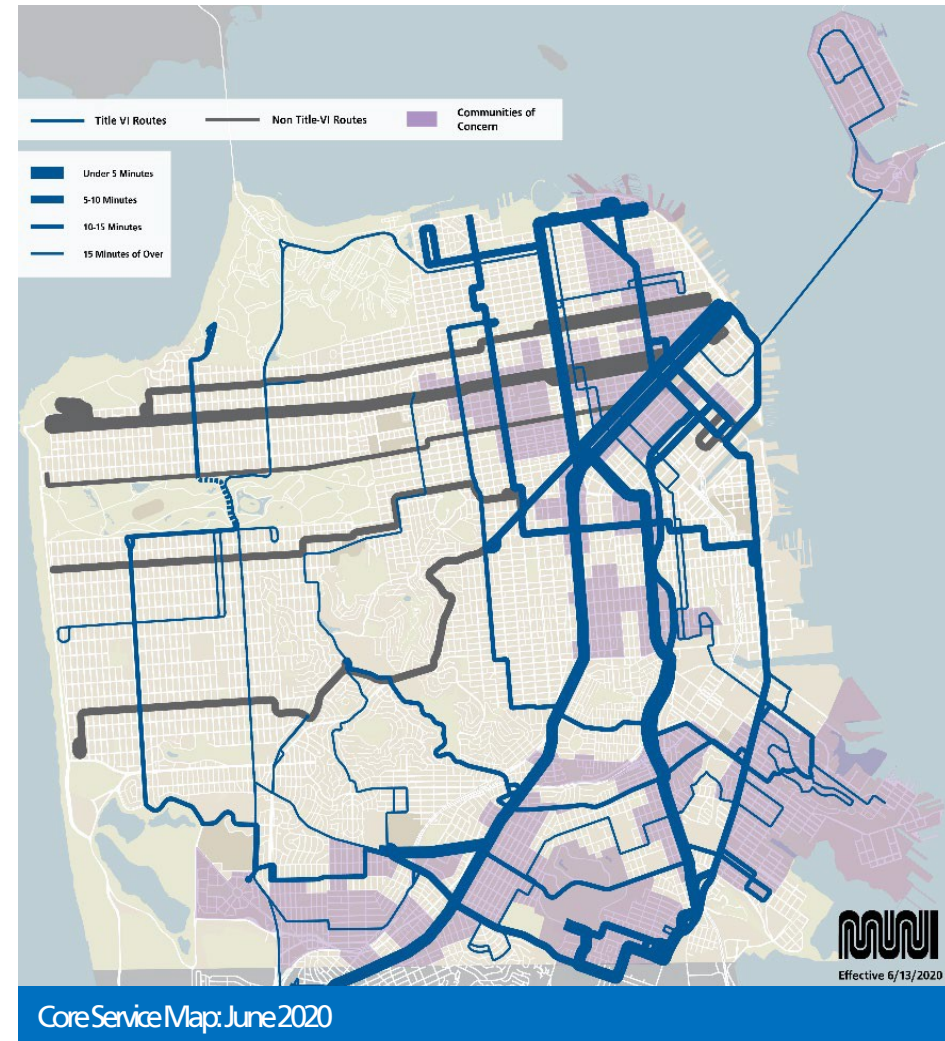 Title VI Routes
Non Title-VI Routes
Communities of
Concern
Under 5 Minutes
5-10 Minutes
10-15 Minutes
15 Minutes of Over
MUNI
Effective 6/13/2020
Core Service Map: June 2020